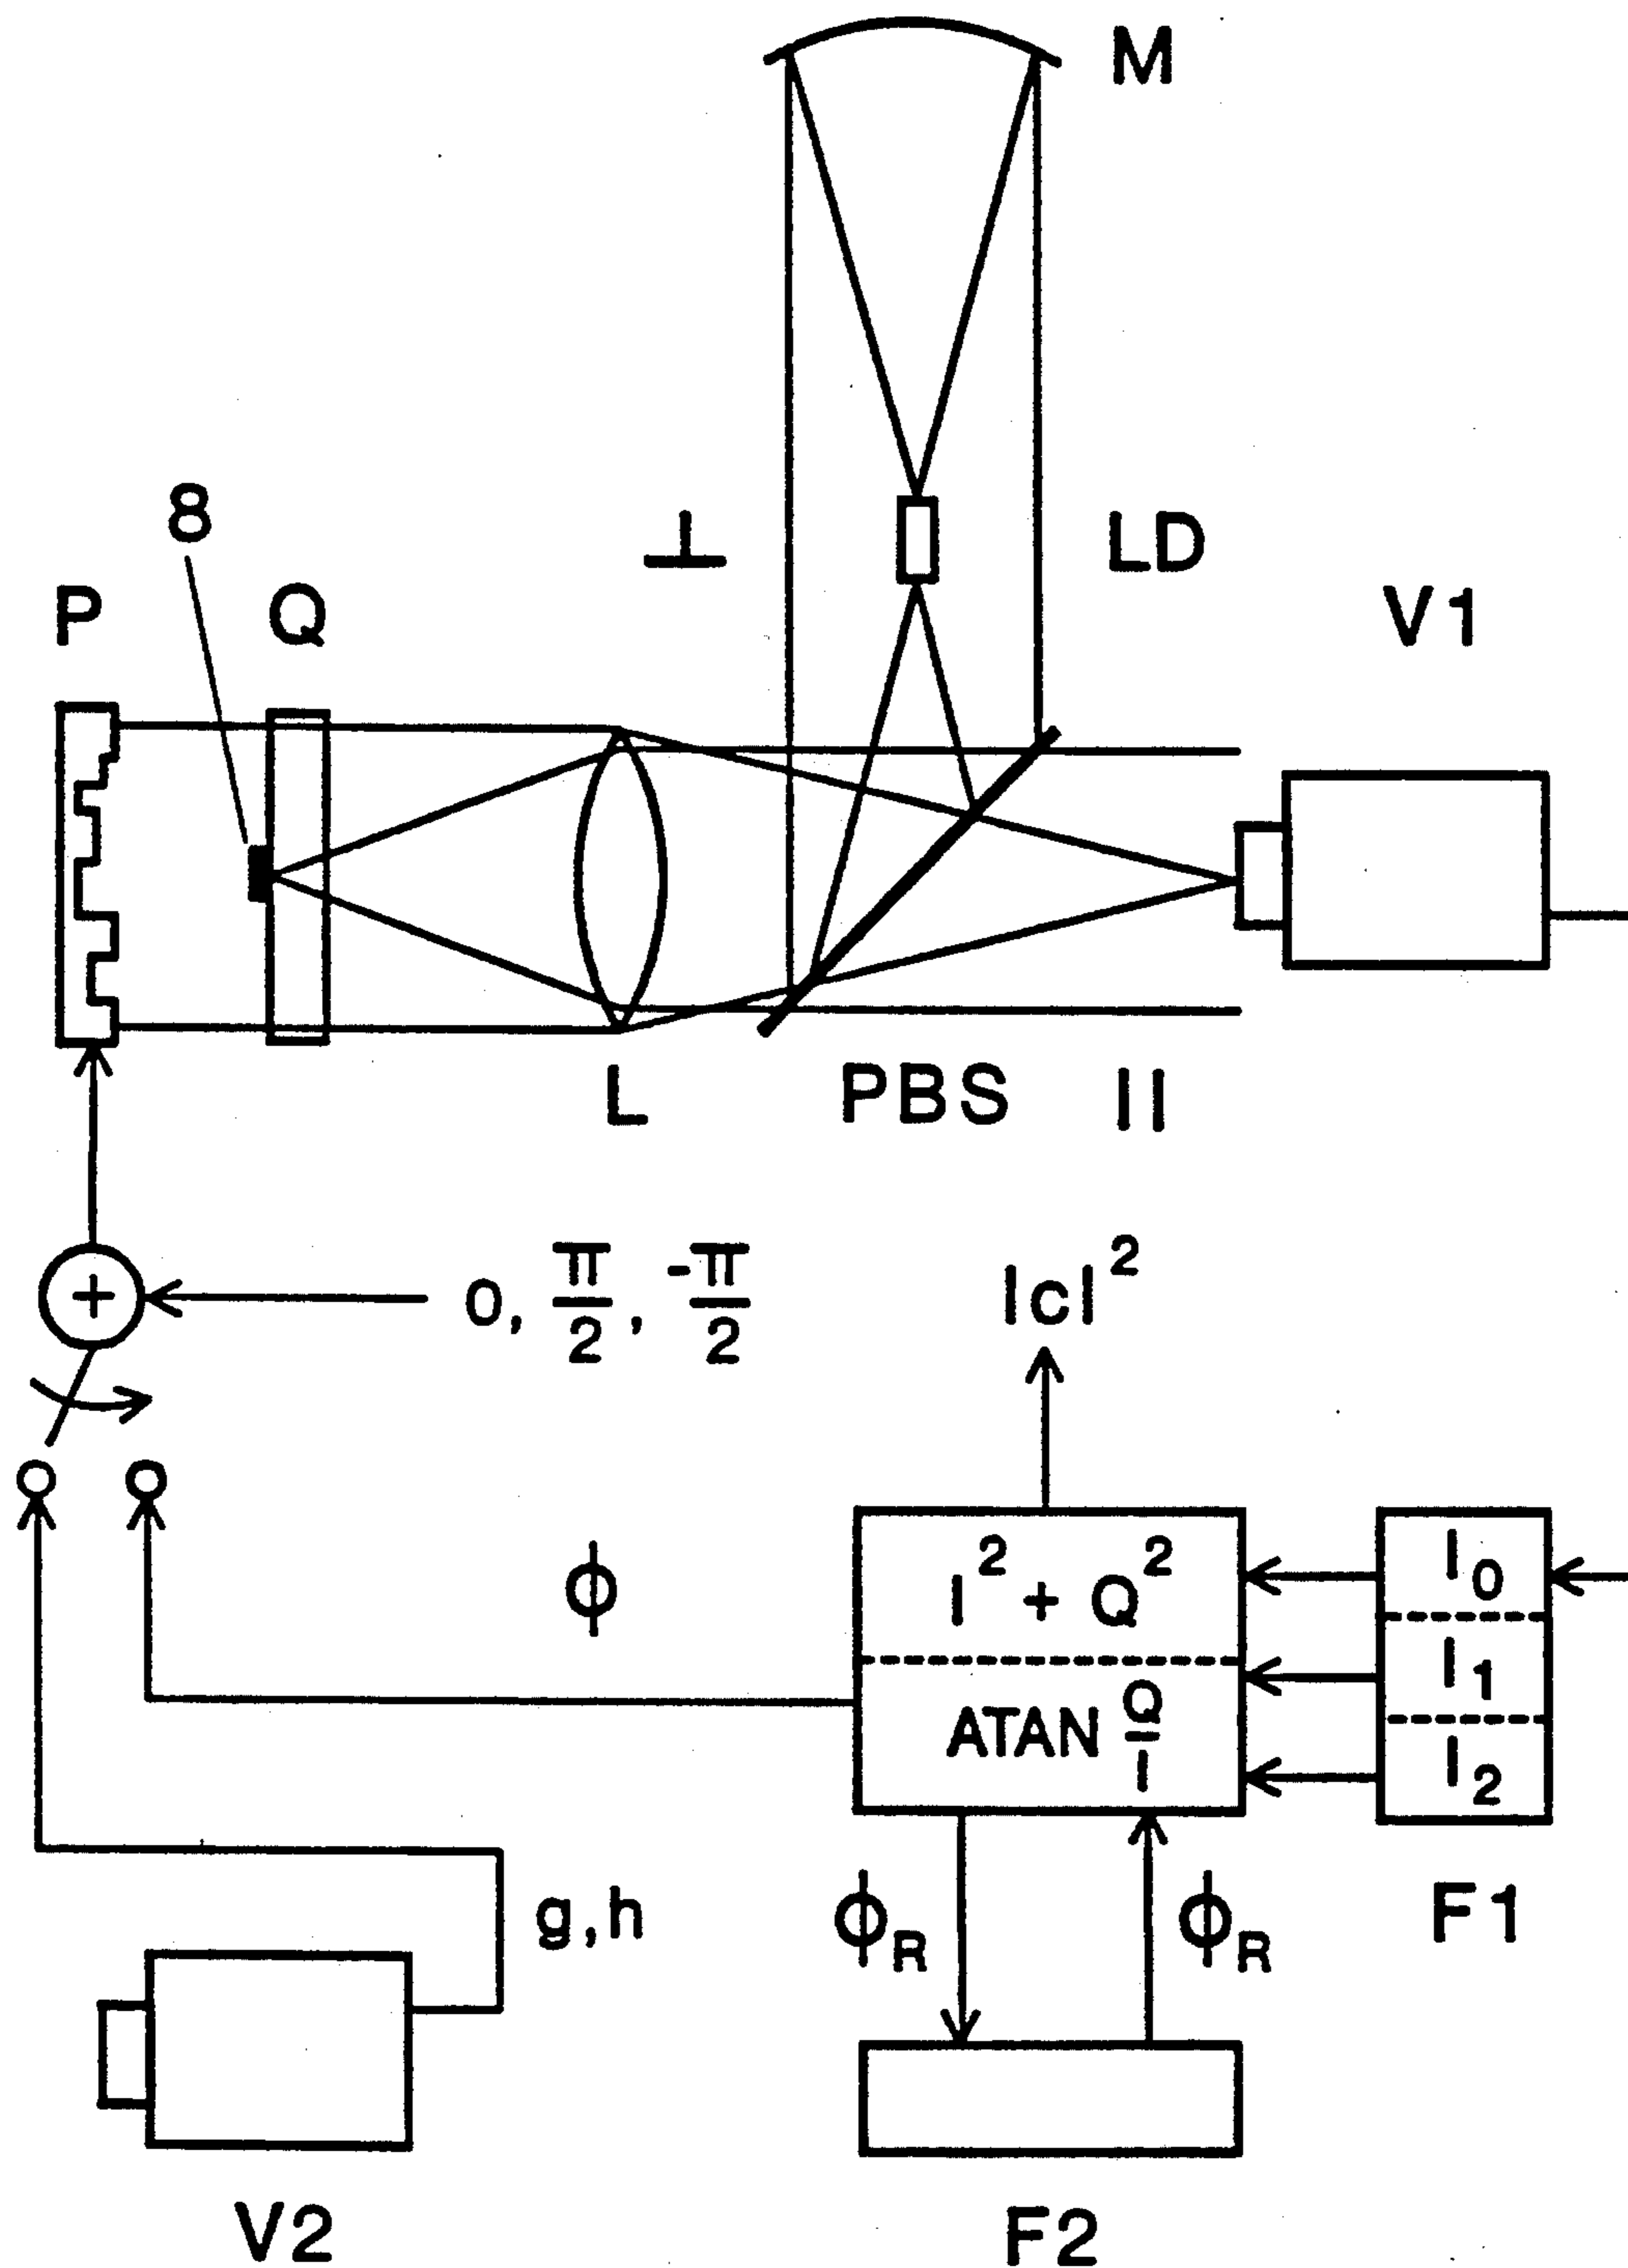 M
8
P
Q
⊥
LD
V1
L
PBS
||
0, π/2, -π/2
|c|²
+
I² + Q²
ATAN Q/I
ϕ
I₀
I₁
I₂
F1
g,h
ϕR
ϕR
V2
F2